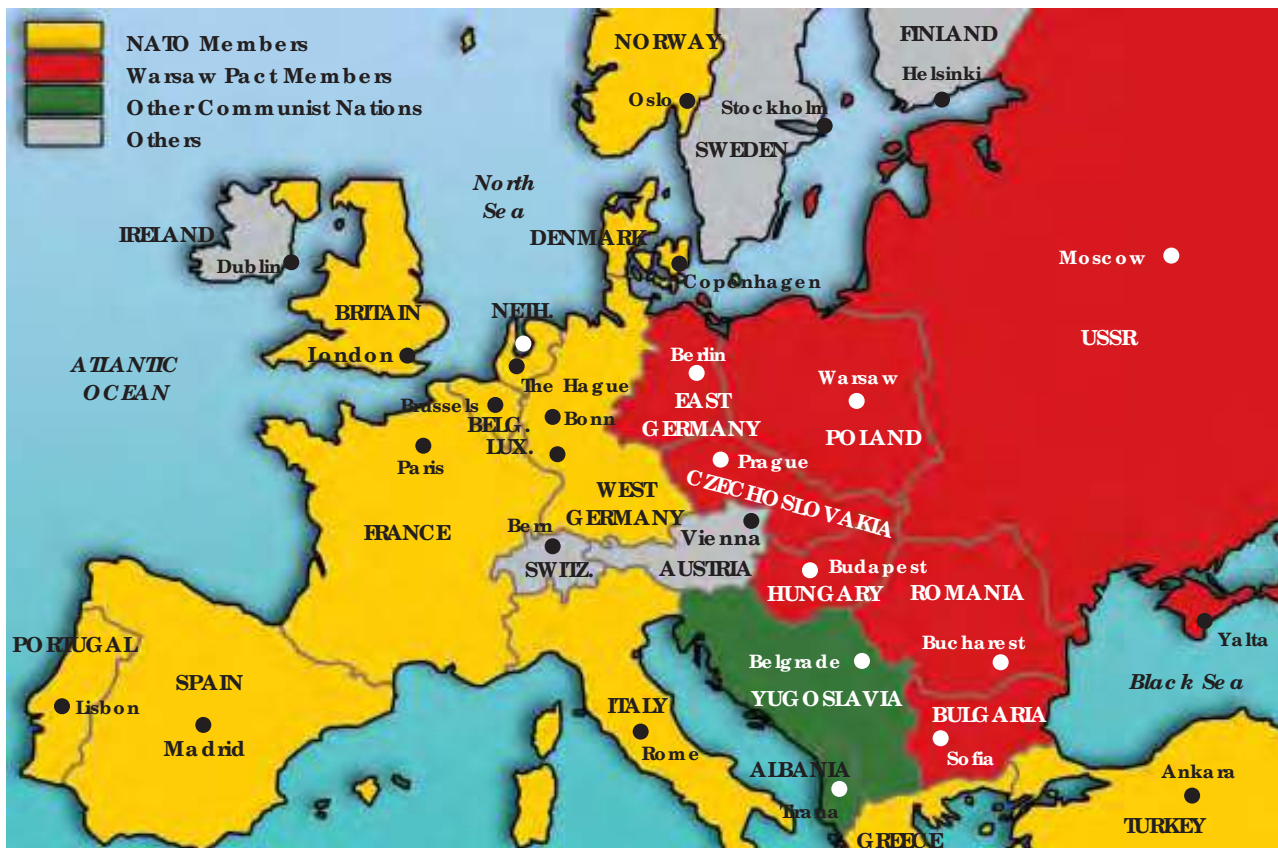 NATO Members
Warsaw Pact Members
Other Communist Nations
Others
NORWAY
Oslo
FINLAND
Helsinki
Stockholm
SWEDEN
North
Sea
IRELAND
Dublin
DENMARK
Copenhagen
Moscow
USSR
BRITAIN
London
NETH.
The Hague
ATLANTIC
OCEAN
Berlin
EAST
GERMANY
Warsaw
POLAND
Brussels
BELG.
LUX.
Bonn
Paris
Prague
CZECHOSLOVAKIA
WEST
GERMANY
FRANCE
Bern
SWITZ.
Vienna
AUSTRIA
Budapest
HUNGARY
ROMANIA
Bucharest
Yalta
Black Sea
PORTUGAL
Lisbon
SPAIN
Madrid
ITALY
Rome
Belgrade
YUGOSLAVIA
BULGARIA
Sofia
ALBANIA
Tirana
GREECE
Ankara
TURKEY